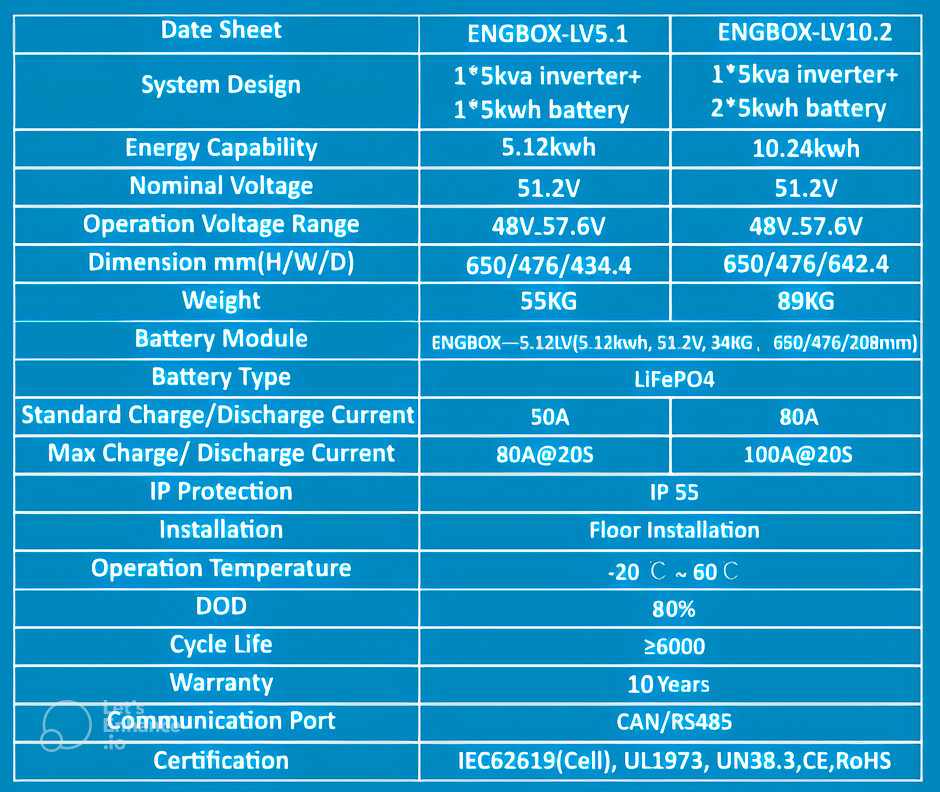 Date Sheet ENGBOX-LV5.1 ENGBOX-LV10.2
System Design 1*5kva inverter+ 1*5kva inverter+
1*5kwh battery 2*5kwh battery
Energy Capability 5.12kwh 10.24kwh
Nominal Voltage 51.2V 51.2V
Operation Voltage Range 48V-57.6V 48V-57.6V
Dimension mm(H/W/D) 650/476/434.4 650/476/642.4
Weight 55KG 89KG
Battery Module ENGBOX—5.12LV(5.12kwh, 51.2V, 34KG、650/476/208mm)
Battery Type LiFePO4
Standard Charge/Discharge Current 50A 80A
Max Charge/ Discharge Current 80A@20S 100A@20S
IP Protection IP 55
Installation Floor Installation
Operation Temperature -20 ℃ ~ 60 ℃
DOD 80%
Cycle Life ≥6000
Warranty 10 Years
Communication Port CAN/RS485
Certification IEC62619(Cell), UL1973, UN38.3,CE,RoHS
Let's
Enhance
.io